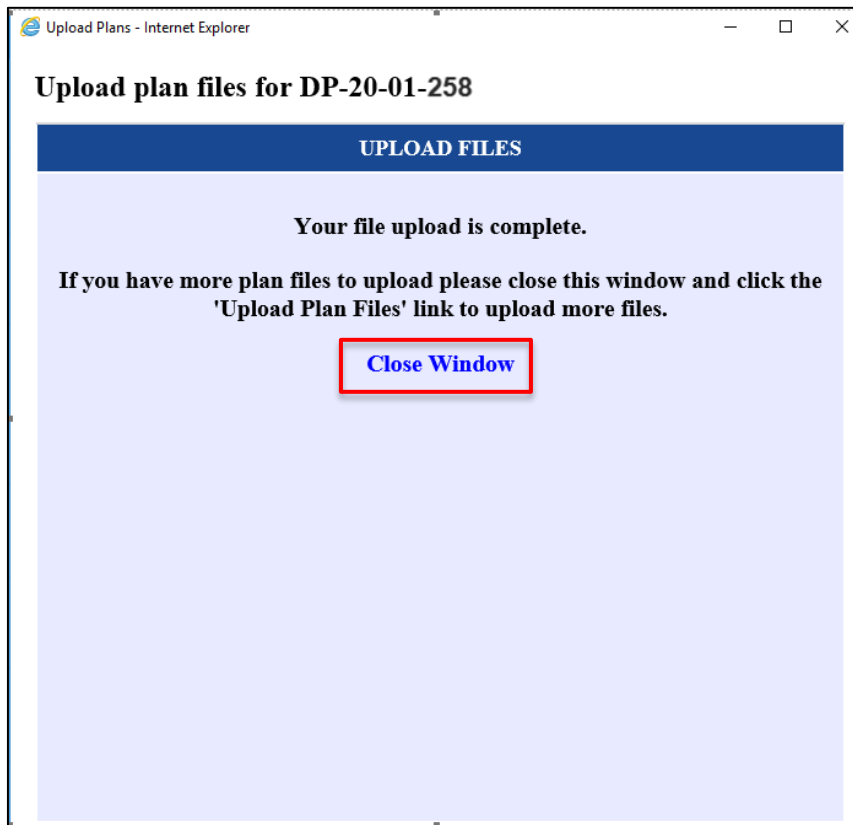 Upload Plans - Internet Explorer
Upload plan files for DP-20-01-258
UPLOAD FILES
Your file upload is complete.
If you have more plan files to upload please close this window and click the
'Upload Plan Files' link to upload more files.
Close Window